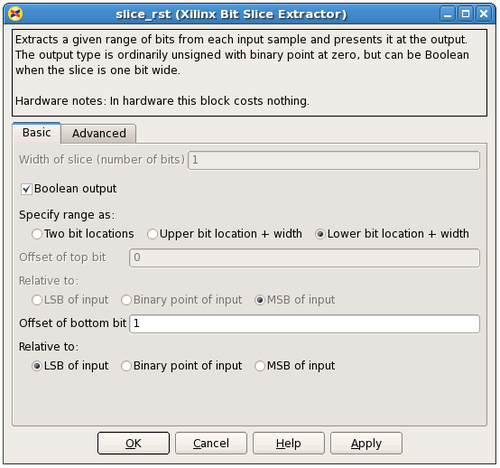 slice_rst (Xilinx Bit Slice Extractor)
Extracts a given range of bits from each input sample and presents it at the output.
The output type is ordinarily unsigned with binary point at zero, but can be Boolean
when the slice is one bit wide.
Hardware notes: In hardware this block costs nothing.
Basic Advanced
Width of slice (number of bits) 1
Boolean output
Specify range as:
Two bit locations Upper bit location + width Lower bit location + width
Offset of top bit 0
Relative to:
LSB of input Binary point of input MSB of input
Offset of bottom bit 1
Relative to:
LSB of input Binary point of input MSB of input
OK Cancel Help Apply